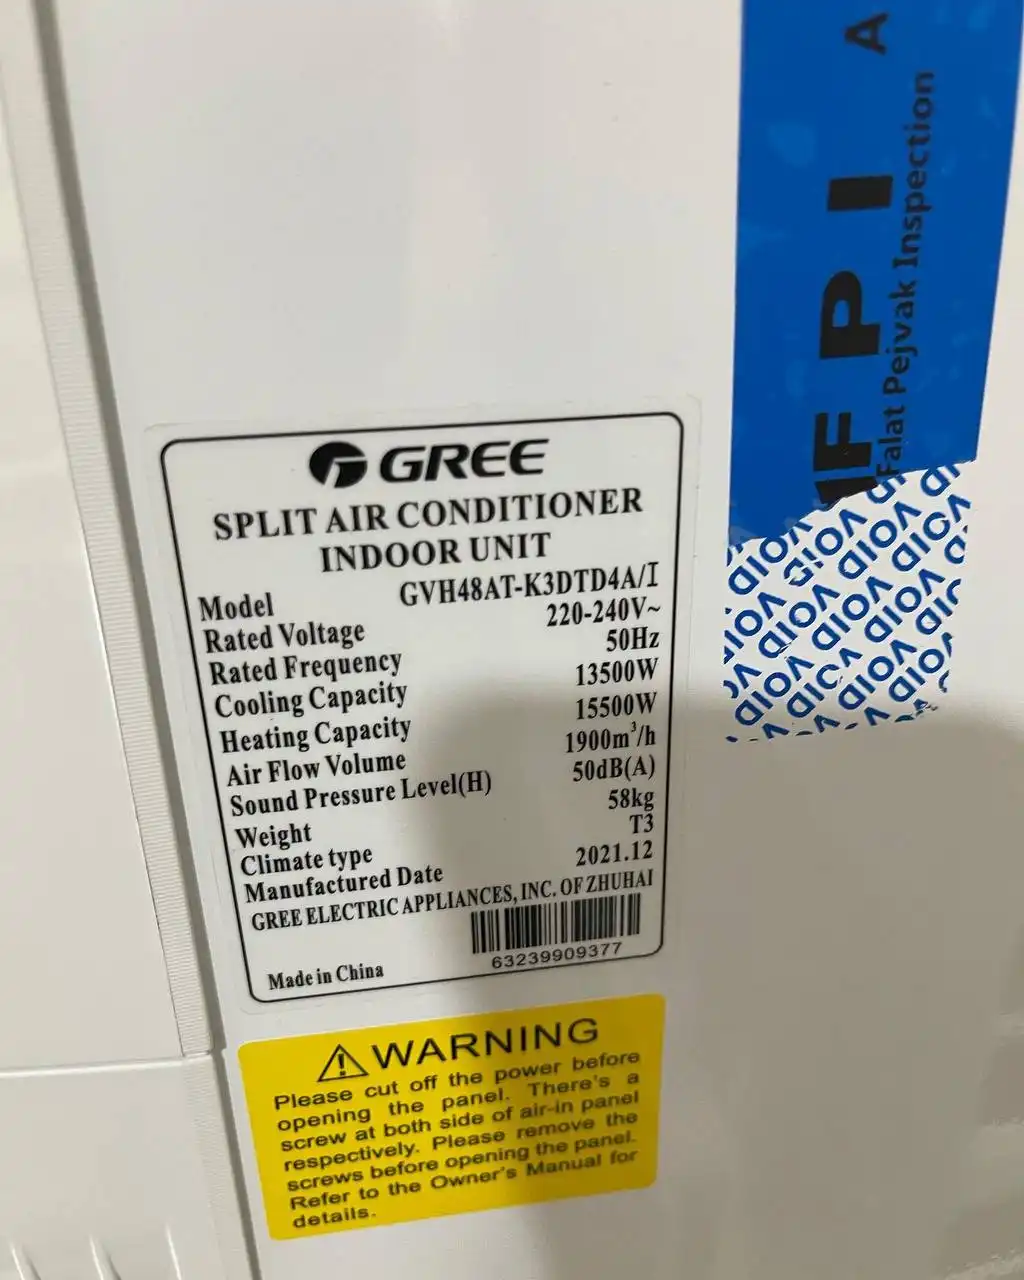 FPIA
Falat Pejvak Inspection
VOID VOID VOID
GREE
SPLIT AIR CONDITIONER
INDOOR UNIT
Model GVH48AT-K3DTD4A/I
Rated Voltage 220-240V~
Rated Frequency 50Hz
Cooling Capacity 13500W
Heating Capacity 15500W
Air Flow Volume 1900m³/h
Sound Pressure Level(H) 50dB(A)
Weight 58kg
Climate type T3
Manufactured Date 2021.12
GREE ELECTRIC APPLIANCES, INC. OF ZHUHAI
63239909377
Made in China
WARNING
Please cut off the power before
opening the panel. There's a
screw at both side of air-in panel
respectively. Please remove the
screws before opening the panel.
Refer to the Owner's Manual for
details.